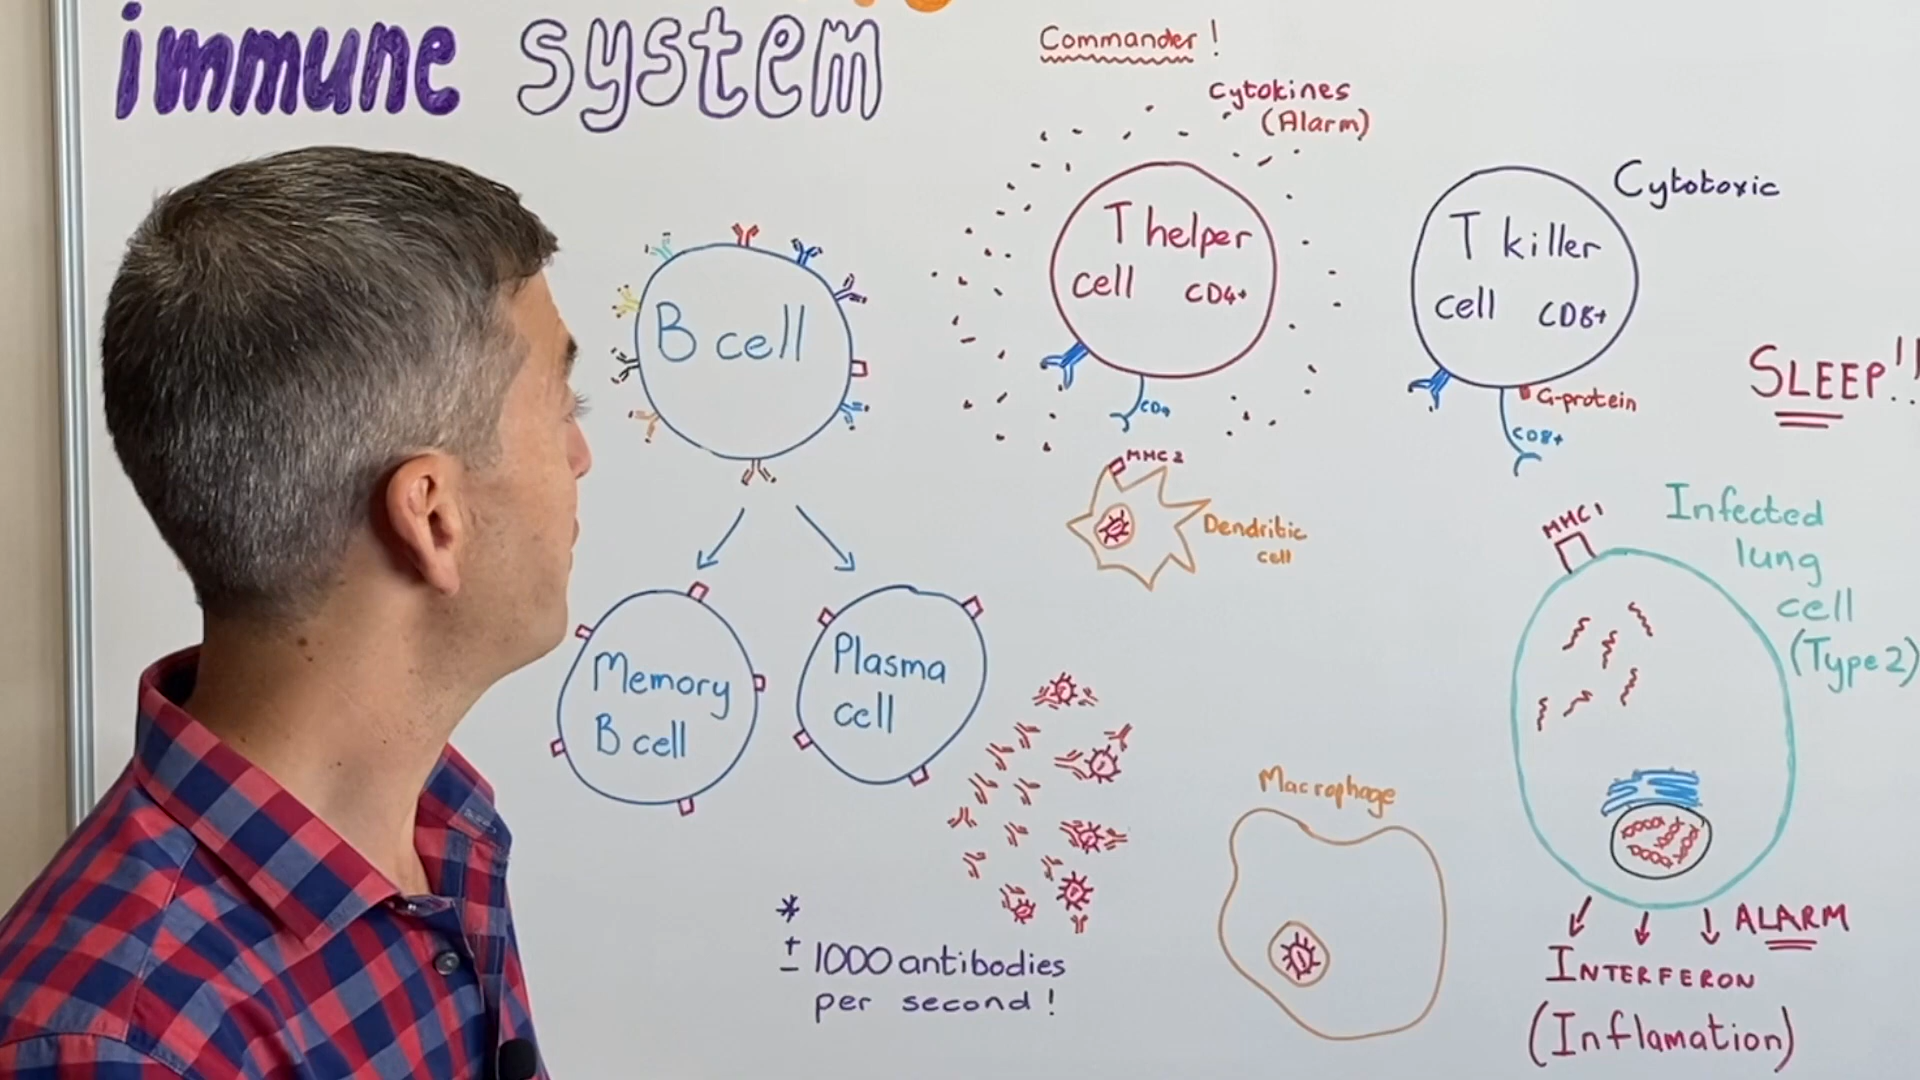 immune system
Commander!
Cytokines
(Alarm)
T helper
cell CD4+
CD4
Cytotoxic
T killer
cell CD8+
G-protein
CD8+
SLEEP!!
B cell
MHC 2
Dendritic
cell
MHC 1
Infected
lung
cell
(Type 2)
Memory
B cell
Plasma
cell
Macrophage
*
± 1000 antibodies
per second!
ALARM
INTERFERON
(Inflamation)